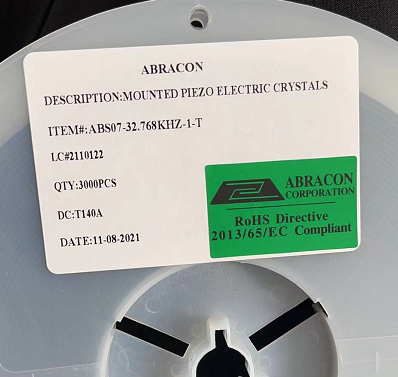 ABRACON
DESCRIPTION:MOUNTED PIEZO ELECTRIC CRYSTALS
ITEM#:ABS07-32.768KHZ-1-T
LC#2110122
QTY:3000PCS
DC:T140A
DATE:11-08-2021
ABRACON
CORPORATION
RoHS Directive
2013/65/EC Compliant